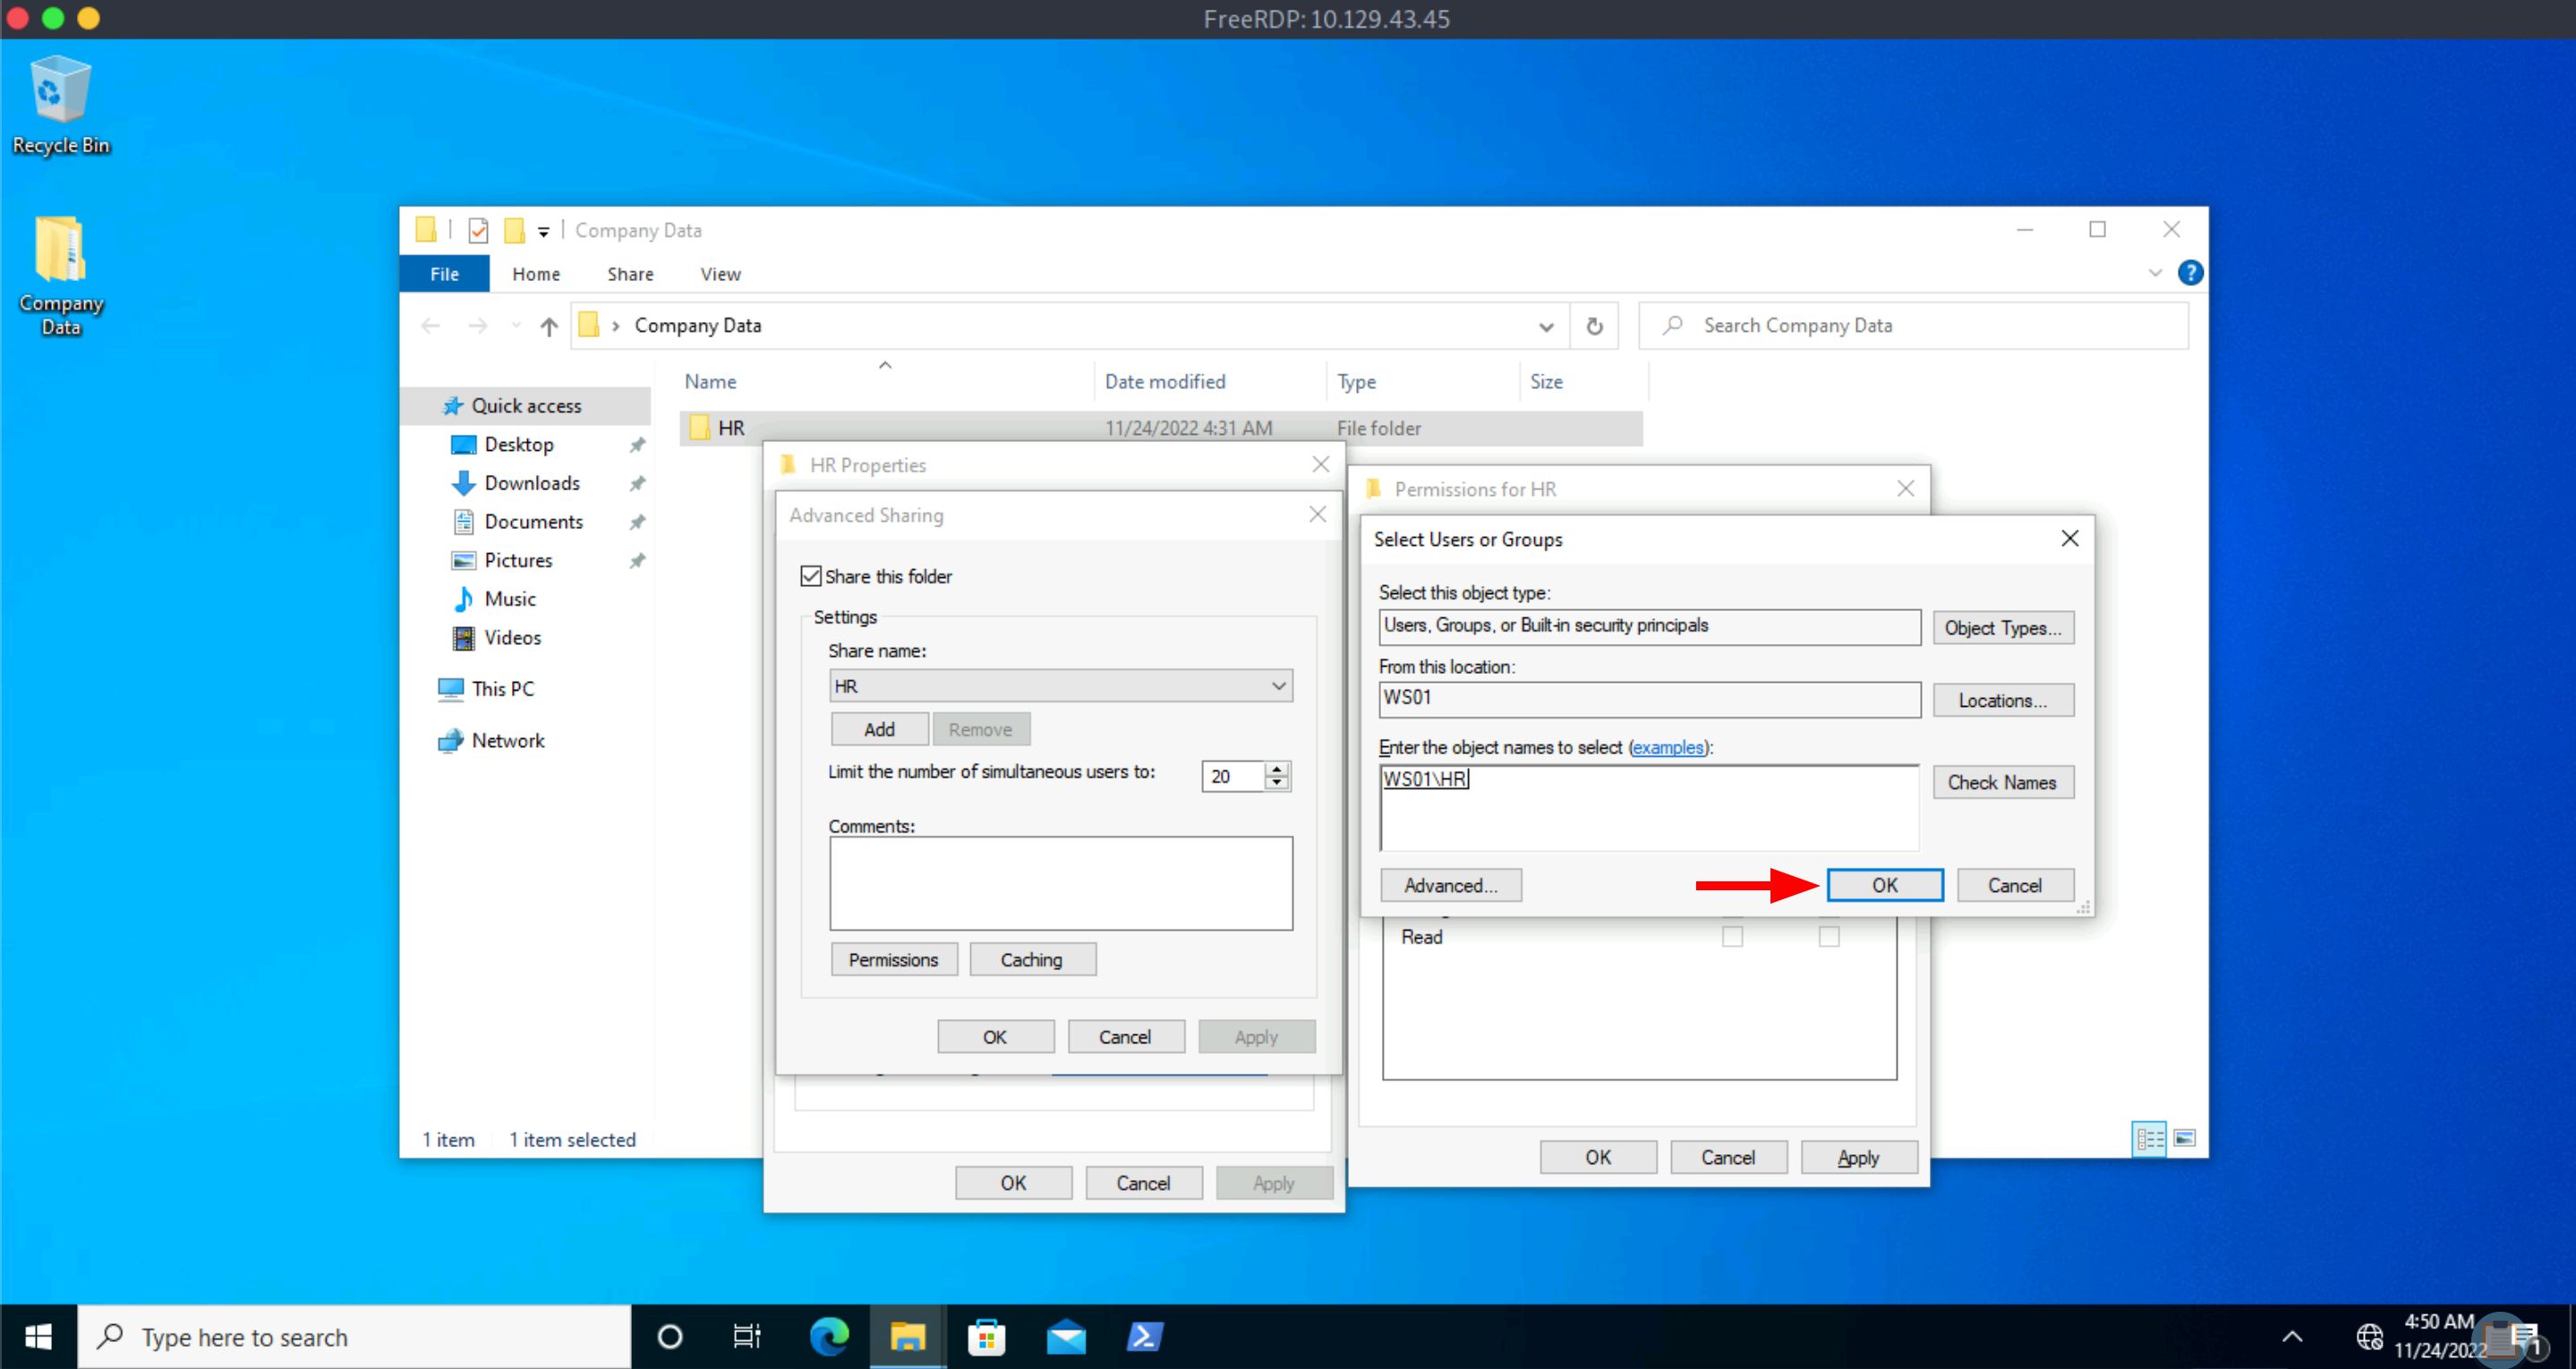 FreeRDP: 10.129.43.45
Recycle Bin
Company
Data
Company Data
File Home Share View
Company Data
Search Company Data
Name Date modified Type Size
Quick access
HR 11/24/2022 4:31 AM File folder
Desktop
Downloads
Documents
Pictures
Music
Videos
This PC
Network
1 item 1 item selected
HR Properties
Advanced Sharing
Share this folder
Settings
Share name:
HR
Add Remove
Limit the number of simultaneous users to: 20
Comments:
Permissions Caching
OK Cancel Apply
OK Cancel Apply
Permissions for HR
Select Users or Groups
Select this object type:
Users, Groups, or Built-in security principals Object Types...
From this location:
WS01 Locations...
Enter the object names to select (examples):
WS01\HR Check Names
Advanced... OK Cancel
Read
OK Cancel Apply
Type here to search
4:50 AM
11/24/2022
1